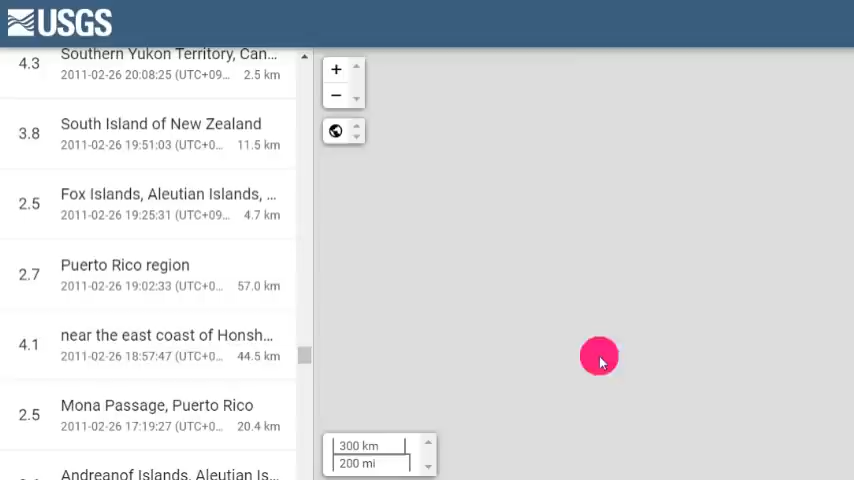 USGS
4.3 Southern Yukon Territory, Can...
2011-02-26 20:08:25 (UTC+09... 2.5 km
3.8 South Island of New Zealand
2011-02-26 19:51:03 (UTC+0... 11.5 km
2.5 Fox Islands, Aleutian Islands, ...
2011-02-26 19:25:31 (UTC+09... 4.7 km
2.7 Puerto Rico region
2011-02-26 19:02:33 (UTC+0... 57.0 km
4.1 near the east coast of Honsh...
2011-02-26 18:57:47 (UTC+0... 44.5 km
2.5 Mona Passage, Puerto Rico
2011-02-26 17:19:27 (UTC+0... 20.4 km
Andreanof Islands, Aleutian Is...
+
−
300 km
200 mi